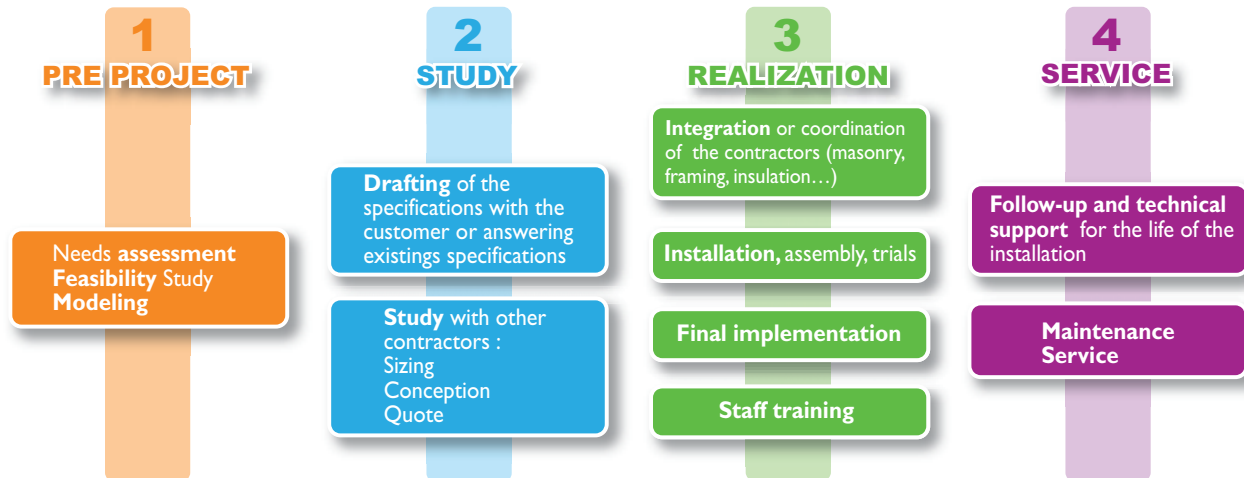 1
PRE PROJECT
Needs assessment
Feasibility Study
Modeling
2
STUDY
Drafting of the
specifications with the
customer or answering
existings specifications
Study with other
contractors :
Sizing
Conception
Quote
3
REALIZATION
Integration or coordination
of the contractors (masonry,
framing, insulation…)
Installation, assembly, trials
Final implementation
Staff training
4
SERVICE
Follow-up and technical
support for the life of the
installation
Maintenance
Service